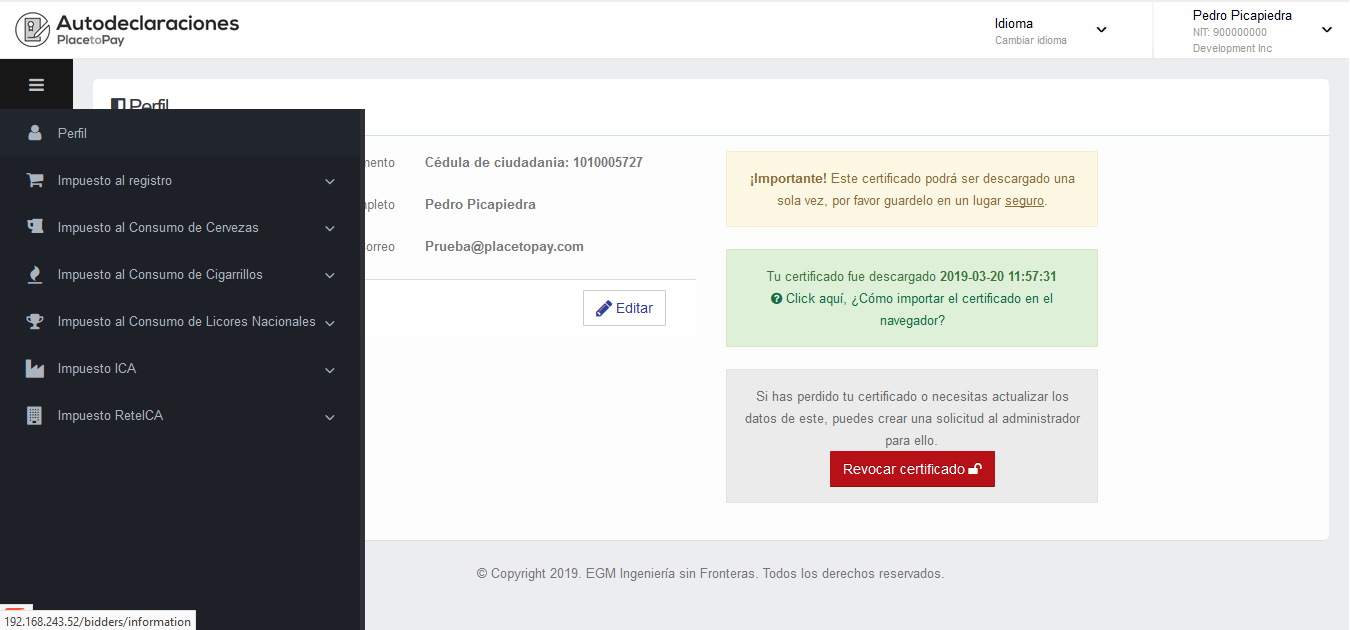 Autodeclaraciones
PlacetoPay
Idioma
Cambiar idioma
Pedro Picapiedra
NIT: 900000000
Development Inc
Perfil
Perfil
Impuesto al registro
Impuesto al Consumo de Cervezas
Impuesto al Consumo de Cigarrillos
Impuesto al Consumo de Licores Nacionales
Impuesto ICA
Impuesto ReteICA
Cédula de ciudadania: 1010005727
Pedro Picapiedra
Prueba@placetopay.com
Editar
¡Importante! Este certificado podrá ser descargado una
sola vez, por favor guardelo en un lugar seguro.
Tu certificado fue descargado 2019-03-20 11:57:31
Click aquí, ¿Cómo importar el certificado en el
navegador?
Si has perdido tu certificado o necesitas actualizar los
datos de este, puedes crear una solicitud al administrador
para ello.
Revocar certificado
© Copyright 2019. EGM Ingeniería sin Fronteras. Todos los derechos reservados.
192.168.243.52/bidders/information